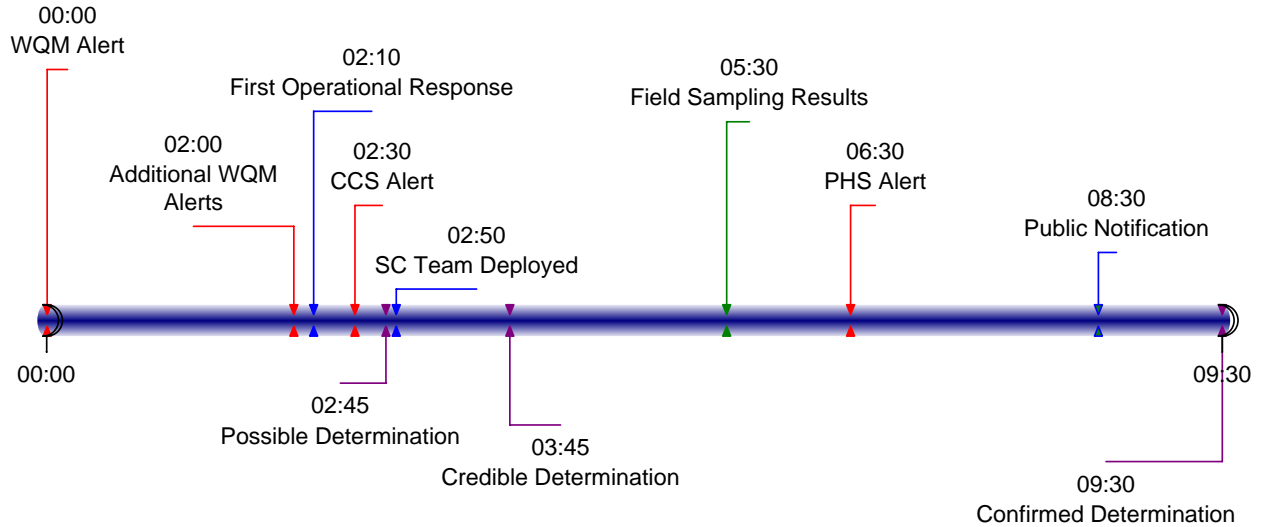 00:00
WQM Alert
02:10
First Operational Response
05:30
Field Sampling Results
02:00
Additional WQM
Alerts
02:30
CCS Alert
06:30
PHS Alert
08:30
Public Notification
02:50
SC Team Deployed
00:00
09:30
02:45
Possible Determination
03:45
Credible Determination
09:30
Confirmed Determination